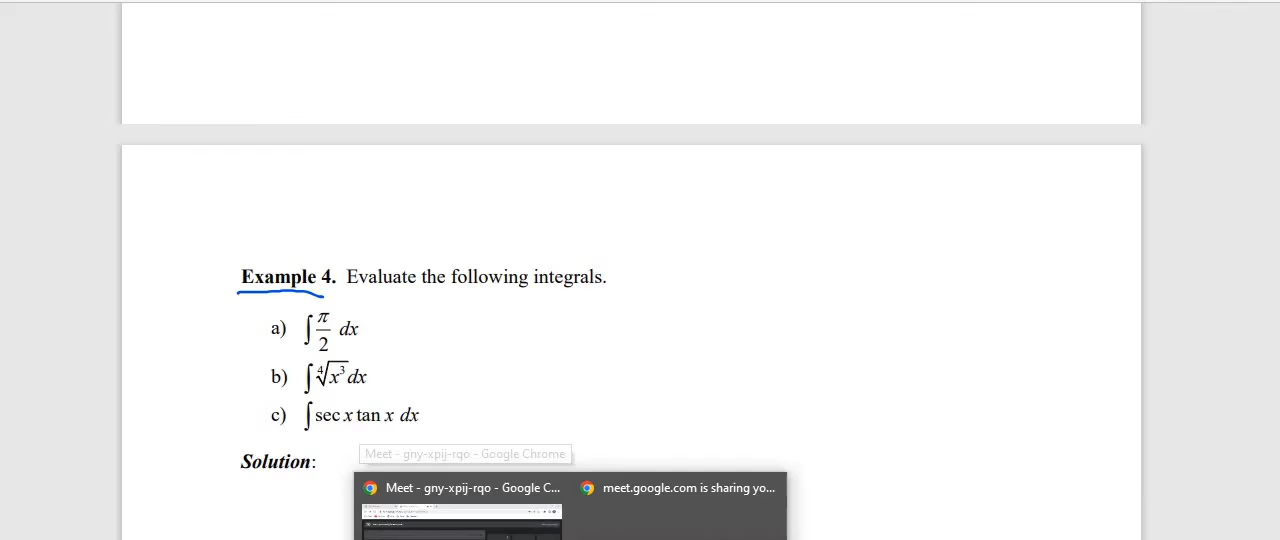 Example 4. Evaluate the following integrals.
a) ∫ π/2 dx
b) ∫ ∜x³ dx
c) ∫ sec x tan x dx
Solution:
Meet - gny-xpij-rqo - Google Chrome
Meet - gny-xpij-rqo - Google C... meet.google.com is sharing yo...